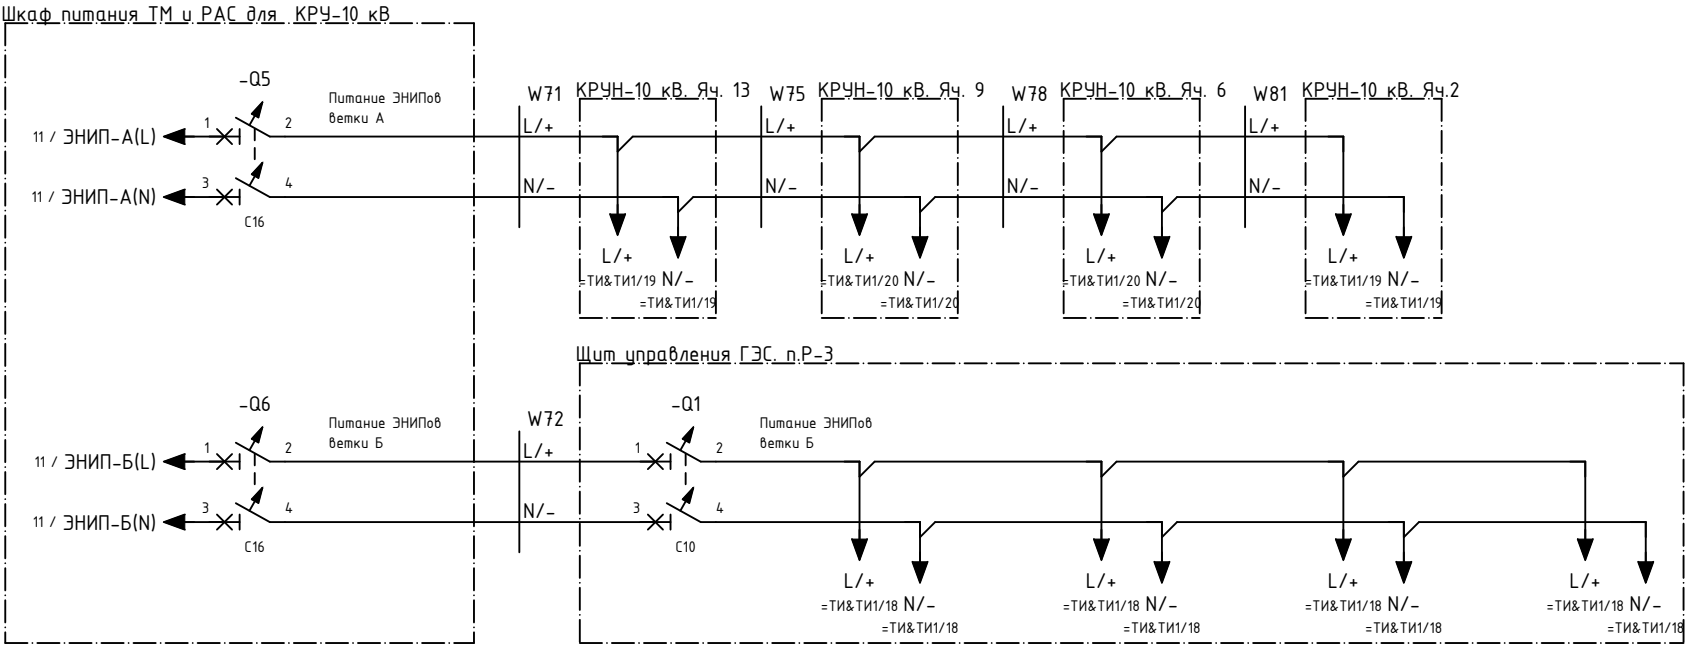 Шкаф питания ТМ и РАС для КРУ-10 кВ
-Q5
Питание ЭНИПов
ветки А
11 / ЭНИП-А(L)
1
2
11 / ЭНИП-А(N)
3
4
C16
W71
L/+
N/-
КРУН-10 кВ. Яч. 13
L/+
=ТИ&ТИ1/19
N/-
=ТИ&ТИ1/19
W75
L/+
N/-
КРУН-10 кВ. Яч. 9
L/+
=ТИ&ТИ1/20
N/-
=ТИ&ТИ1/20
W78
L/+
N/-
КРУН-10 кВ. Яч. 6
L/+
=ТИ&ТИ1/20
N/-
=ТИ&ТИ1/20
W81
L/+
N/-
КРУН-10 кВ. Яч.2
L/+
=ТИ&ТИ1/19
N/-
=ТИ&ТИ1/19
-Q6
Питание ЭНИПов
ветки Б
11 / ЭНИП-Б(L)
1
2
11 / ЭНИП-Б(N)
3
4
C16
W72
L/+
N/-
Щит управления ГЭС. п.Р-3
-Q1
Питание ЭНИПов
ветки Б
1
2
3
4
C10
L/+
=ТИ&ТИ1/18
N/-
=ТИ&ТИ1/18
L/+
=ТИ&ТИ1/18
N/-
=ТИ&ТИ1/18
L/+
=ТИ&ТИ1/18
N/-
=ТИ&ТИ1/18
L/+
=ТИ&ТИ1/18
N/-
=ТИ&ТИ1/18